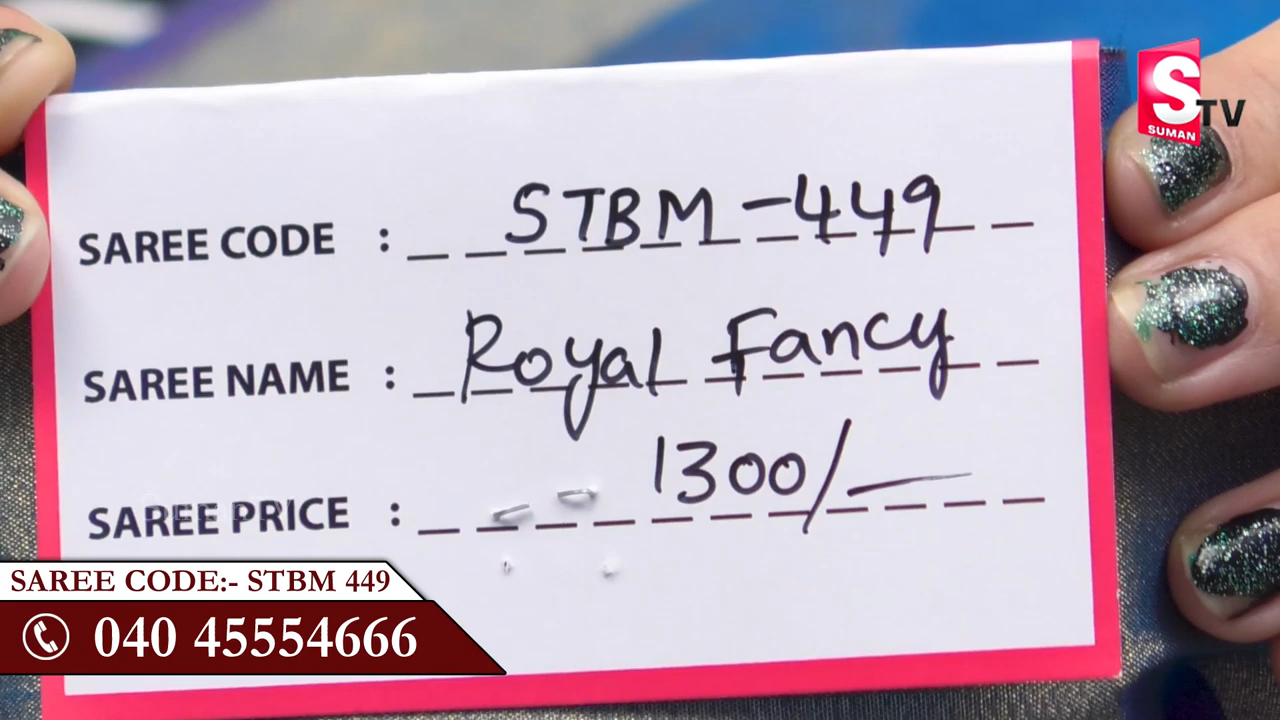 S TV
SUMAN
SAREE CODE : STBM - 449
SAREE NAME : Royal Fancy
SAREE PRICE : 1300/-
SAREE CODE:- STBM 449
040 45554666